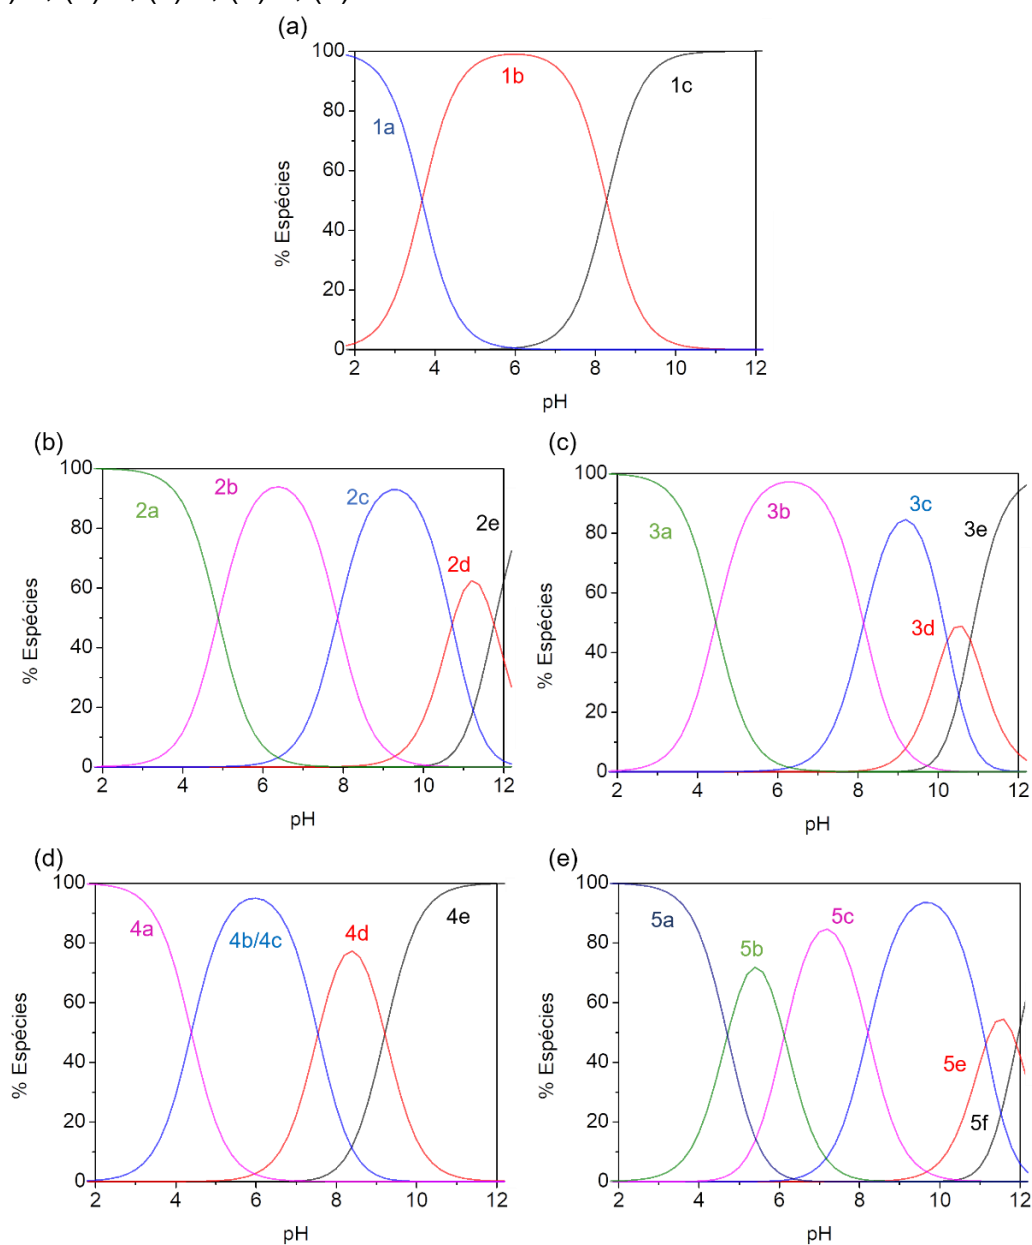 (a)
100
80
60
40
20
0
% Espécies
1a
1b
1c
2 4 6 8 10 12
pH
(b)
100
80
60
40
20
0
% Espécies
2a
2b
2c
2d
2e
2 4 6 8 10 12
pH
(c)
100
80
60
40
20
0
% Espécies
3a
3b
3c
3d
3e
2 4 6 8 10 12
pH
(d)
100
80
60
40
20
0
% Espécies
4a
4b/4c
4d
4e
2 4 6 8 10 12
pH
(e)
100
80
60
40
20
0
% Espécies
5a
5b
5c
5e
5f
2 4 6 8 10 12
pH